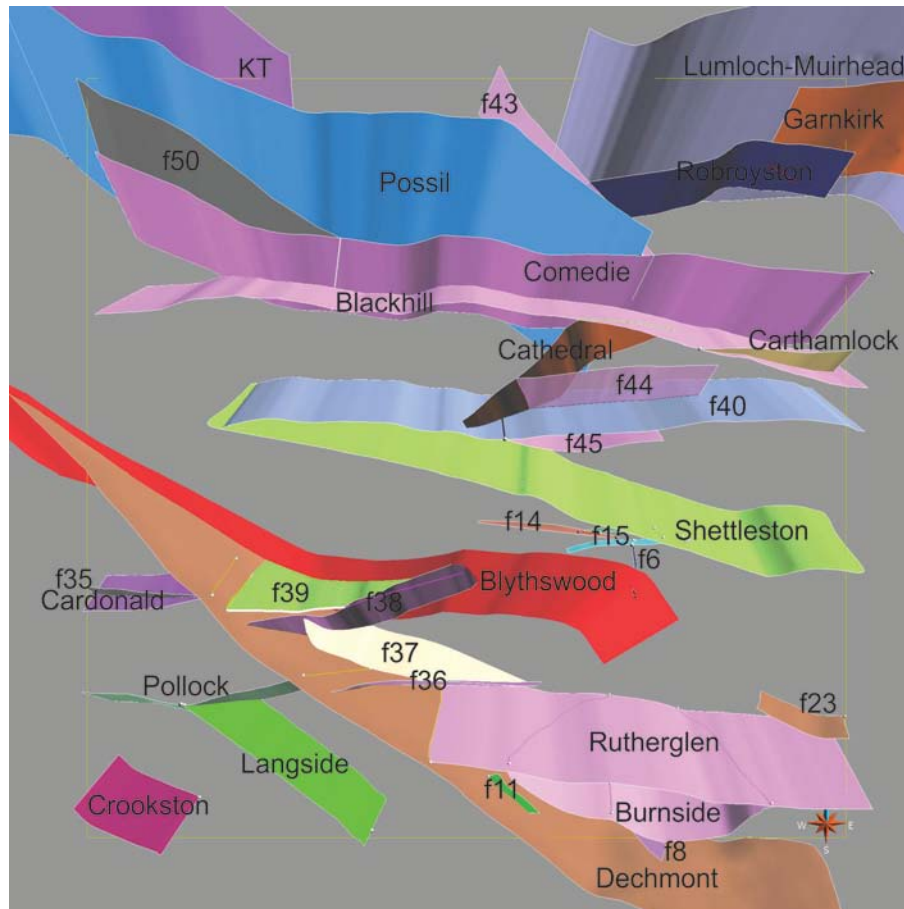 KT
Lumloch-Muirhead
f43
Garnkirk
f50
Robroyston
Possil
Comedie
Blackhill
Carthamlock
Cathedral
f44
f40
f45
f14
f15
Shettleston
f6
f35
Blythswood
Cardonald
f39
f38
f37
f36
Pollock
f23
Rutherglen
Langside
f11
Crookston
Burnside
W E
S
f8
Dechmont